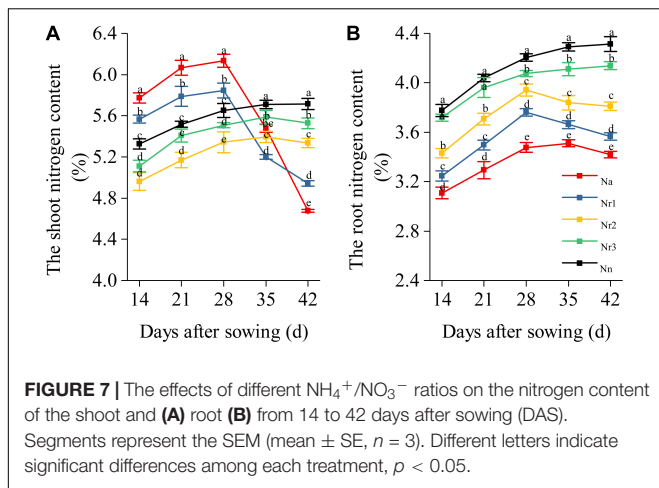 A
B
The shoot nitrogen content
(%)
6.4
6.0
5.6
5.2
4.8
4.4
4.0
a
a
a
b
b
b
c
c
c
d
d
d
d
d
d
a
b
bc
c
d
a
b
c
d
e
14 21 28 35 42
Days after sowing (d)
The root nitrogen content
(%)
4.4
4.0
3.6
3.2
2.8
2.4
a
a
b
c
d
a
a
b
c
d
a
b
c
d
e
a
b
c
d
e
a
b
c
d
e
Na
Nr1
Nr2
Nr3
Nn
14 21 28 35 42
Days after sowing (d)
FIGURE 7 | The effects of different NH₄⁺/NO₃⁻ ratios on the nitrogen content
of the shoot and (A) root (B) from 14 to 42 days after sowing (DAS).
Segments represent the SEM (mean ± SE, n = 3). Different letters indicate
significant differences among each treatment, p < 0.05.